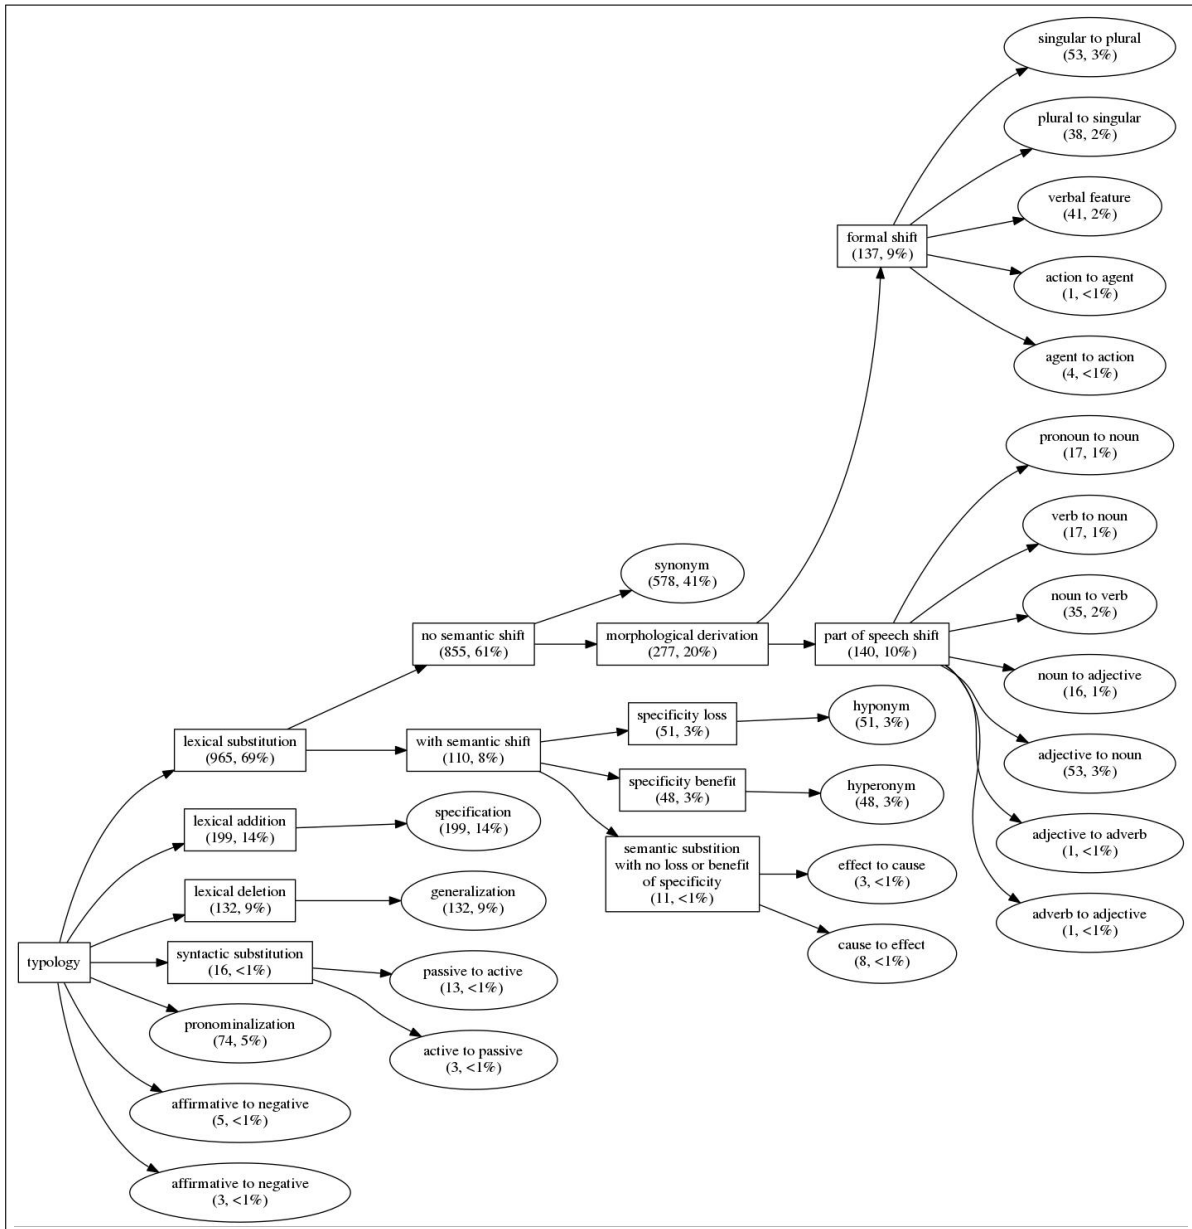 singular to plural
(53, 3%)
plural to singular
(38, 2%)
verbal feature
(41, 2%)
formal shift
(137, 9%)
action to agent
(1, <1%)
agent to action
(4, <1%)
pronoun to noun
(17, 1%)
verb to noun
(17, 1%)
synonym
(578, 41%)
noun to verb
(35, 2%)
no semantic shift
(855, 61%)
morphological derivation
(277, 20%)
part of speech shift
(140, 10%)
noun to adjective
(16, 1%)
specificity loss
(51, 3%)
hyponym
(51, 3%)
lexical substitution
(965, 69%)
with semantic shift
(110, 8%)
adjective to noun
(53, 3%)
specificity benefit
(48, 3%)
hyperonym
(48, 3%)
lexical addition
(199, 14%)
specification
(199, 14%)
semantic substition
with no loss or benefit
of specificity
(11, <1%)
adjective to adverb
(1, <1%)
effect to cause
(3, <1%)
lexical deletion
(132, 9%)
generalization
(132, 9%)
adverb to adjective
(1, <1%)
cause to effect
(8, <1%)
typology
syntactic substitution
(16, <1%)
passive to active
(13, <1%)
pronominalization
(74, 5%)
active to passive
(3, <1%)
affirmative to negative
(5, <1%)
affirmative to negative
(3, <1%)